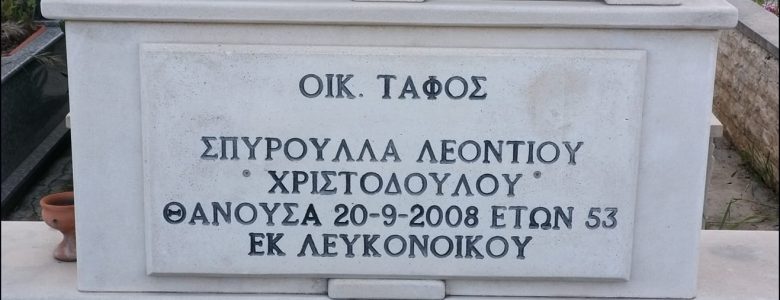 ΟΙΚ. ΤΑΦΟΣ
ΣΠΥΡΟΥΛΛΑ ΛΕΟΝΤΙΟΥ
" ΧΡΙΣΤΟΔΟΥΛΟΥ "
ΘΑΝΟΥΣΑ 20-9-2008 ΕΤΩΝ 53
ΕΚ ΛΕΥΚΟΝΟΙΚΟΥ